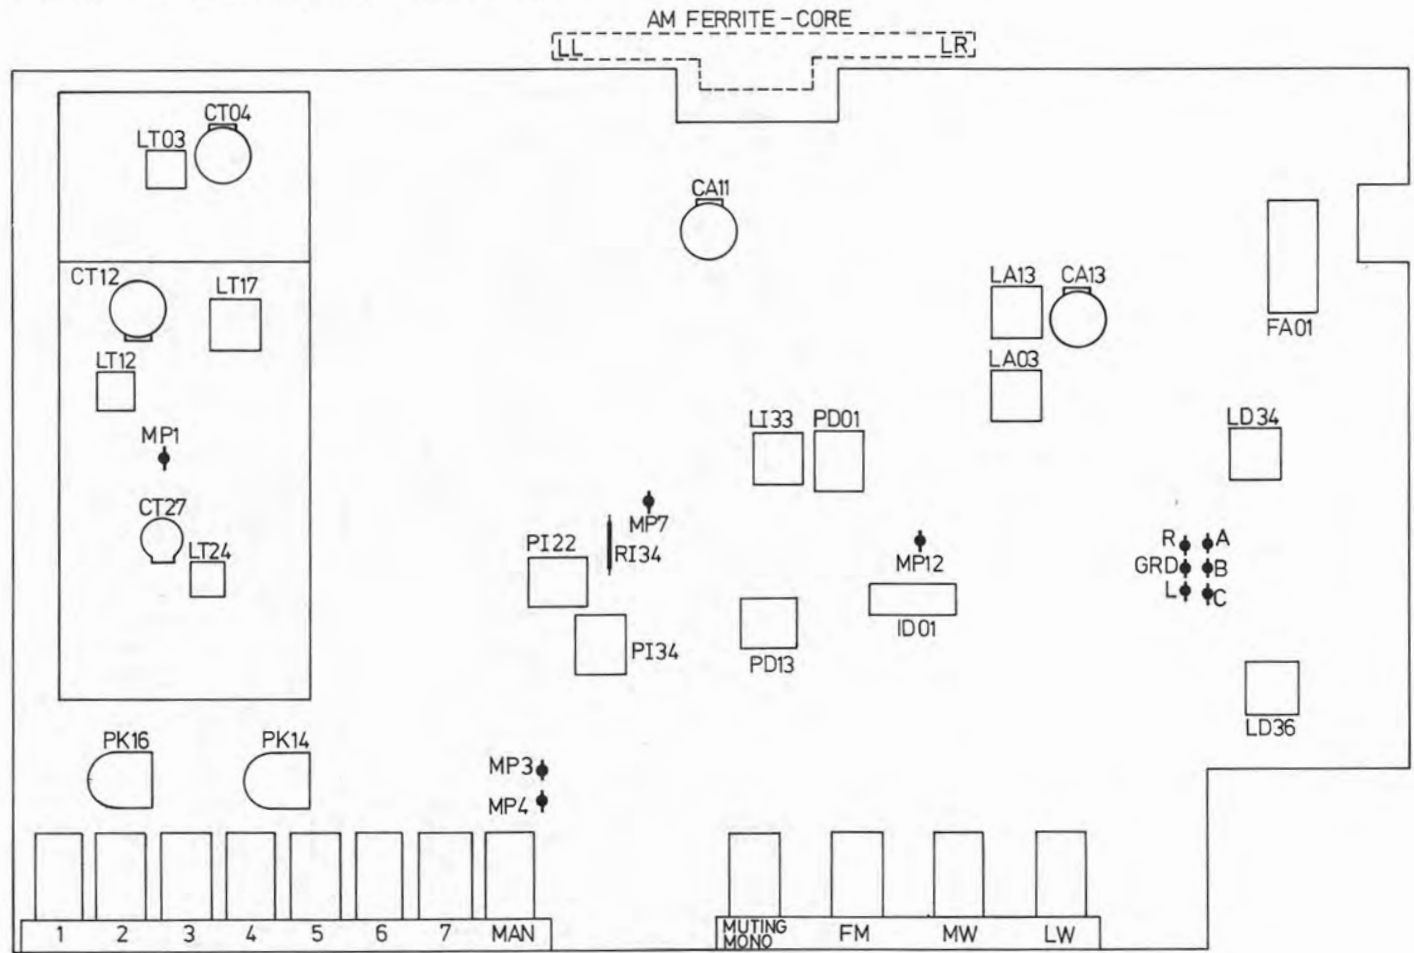 AM FERRITE-CORE
LL
LR
CT04
LT03
CA11
CT12
LT17
LA13
CA13
FA01
LT12
LA03
LI33
PD01
LD34
MP1
CT27
MP7
LT24
PI22
RI34
MP12
R
A
GRD
B
L
C
ID01
PI34
PD13
LD36
PK16
PK14
MP3
MP4
1
2
3
4
5
6
7
MAN
MUTING
MONO
FM
MW
LW